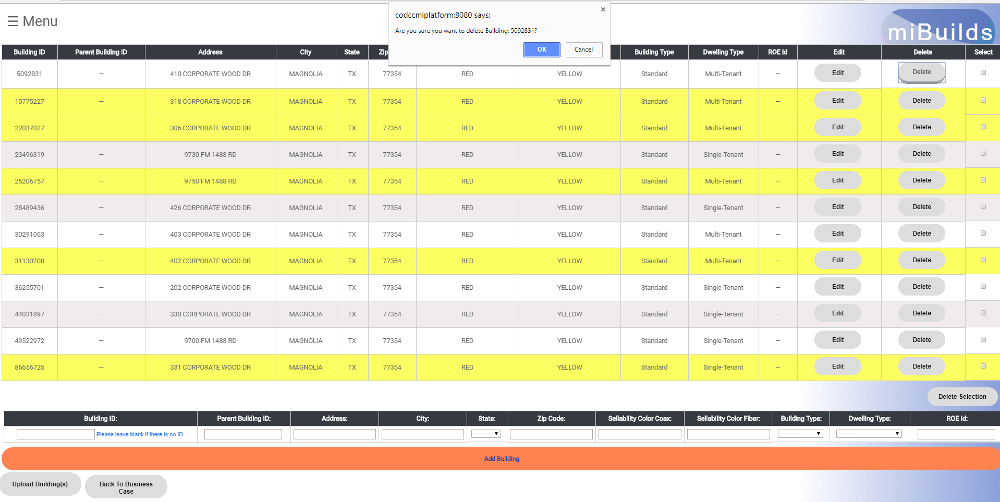 codccmiplatform:8080 says:
Are you sure you want to delete Building: 5092831?
OK Cancel
☰ Menu
miBuilds
Building ID Parent Building ID Address City State Zip Building Type Dwelling Type ROE Id Edit Delete Select
5092831 — 410 CORPORATE WOOD DR MAGNOLIA TX 77354 RED YELLOW Standard Multi-Tenant — Edit Delete
10775227 — 318 CORPORATE WOOD DR MAGNOLIA TX 77354 RED YELLOW Standard Multi-Tenant — Edit Delete
22037027 — 306 CORPORATE WOOD DR MAGNOLIA TX 77354 RED YELLOW Standard Multi-Tenant — Edit Delete
23496319 — 9730 FM 1488 RD MAGNOLIA TX 77354 RED YELLOW Standard Single-Tenant — Edit Delete
25206757 — 9750 FM 1488 RD MAGNOLIA TX 77354 RED YELLOW Standard Multi-Tenant — Edit Delete
28489436 — 426 CORPORATE WOOD DR MAGNOLIA TX 77354 RED YELLOW Standard Single-Tenant — Edit Delete
30291063 — 403 CORPORATE WOOD DR MAGNOLIA TX 77354 RED YELLOW Standard Multi-Tenant — Edit Delete
31130208 — 402 CORPORATE WOOD DR MAGNOLIA TX 77354 RED YELLOW Standard Multi-Tenant — Edit Delete
36255701 — 202 CORPORATE WOOD DR MAGNOLIA TX 77354 RED YELLOW Standard Single-Tenant — Edit Delete
44031897 — 330 CORPORATE WOOD DR MAGNOLIA TX 77354 RED YELLOW Standard Single-Tenant — Edit Delete
49522972 — 9700 FM 1488 RD MAGNOLIA TX 77354 RED YELLOW Standard Single-Tenant — Edit Delete
86656725 — 331 CORPORATE WOOD DR MAGNOLIA TX 77354 RED YELLOW Standard Single-Tenant — Edit Delete
Delete Selection
Building ID: Parent Building ID: Address: City: State: Zip Code: Sellability Color Coax: Sellability Color Fiber: Building Type: Dwelling Type: ROE Id:
Please leave blank if there is no ID. --------- --------- ---------
Add Building
Upload Building(s)
Back To Business
Case